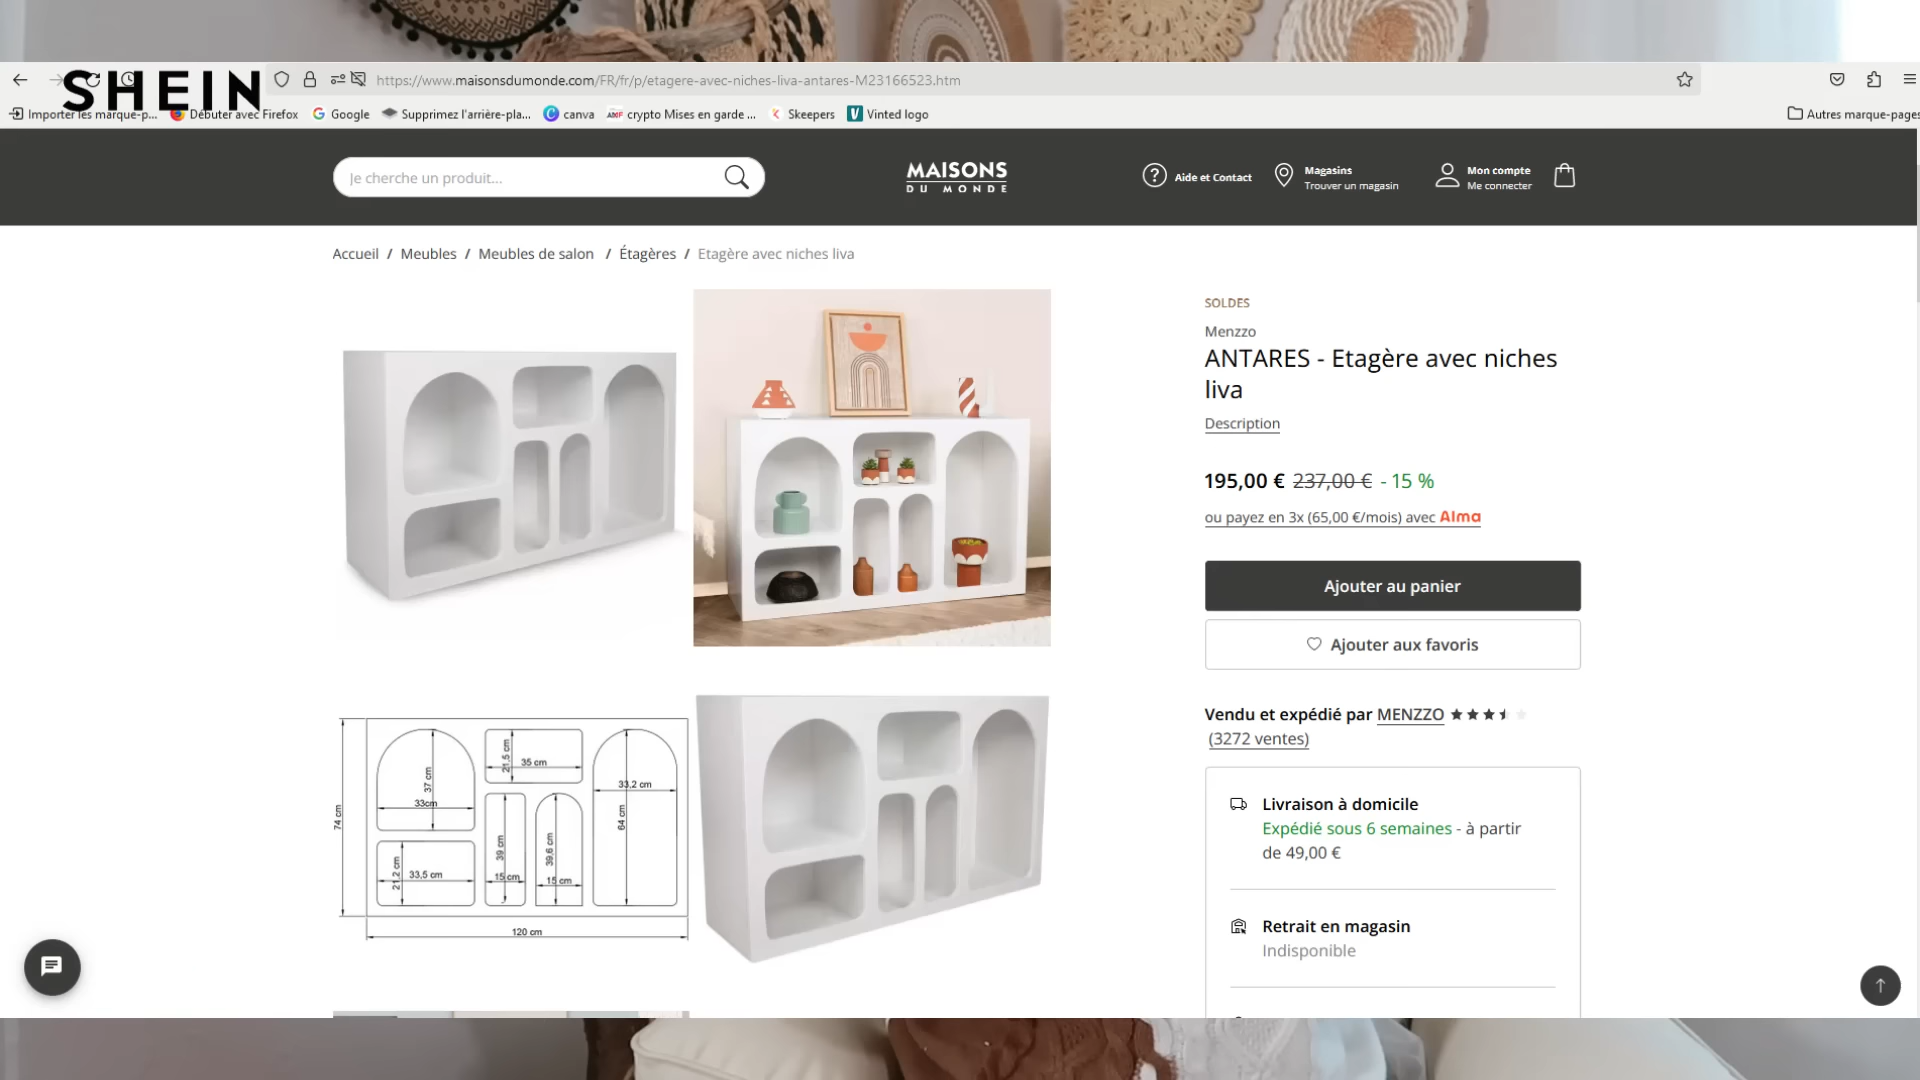 SHEIN
https://www.maisonsdumonde.com/FR/fr/p/etagere-avec-niches-liva-antares-M23166523.htm
Importer les marque-p... Débuter avec Firefox Google Supprimez l'arrière-pla... canva crypto Mises en garde ... Skeepers Vinted logo Autres marque-pages
Je cherche un produit...
MAISONS
DU MONDE
Aide et Contact
Magasins
Trouver un magasin
Mon compte
Me connecter
Accueil / Meubles / Meubles de salon / Étagères / Etagère avec niches liva
SOLDES
Menzzo
ANTARES - Etagère avec niches
liva
Description
195,00 € 237,00 € - 15 %
ou payez en 3x (65,00 €/mois) avec Alma
Ajouter au panier
Ajouter aux favoris
Vendu et expédié par MENZZO
(3272 ventes)
Livraison à domicile
Expédié sous 6 semaines - à partir
de 49,00 €
Retrait en magasin
Indisponible
74 cm
37 cm
33cm
21,5 cm
35 cm
33,2 cm
64 cm
21,2 cm
33,5 cm
39 cm
15 cm
39,6 cm
15 cm
120 cm